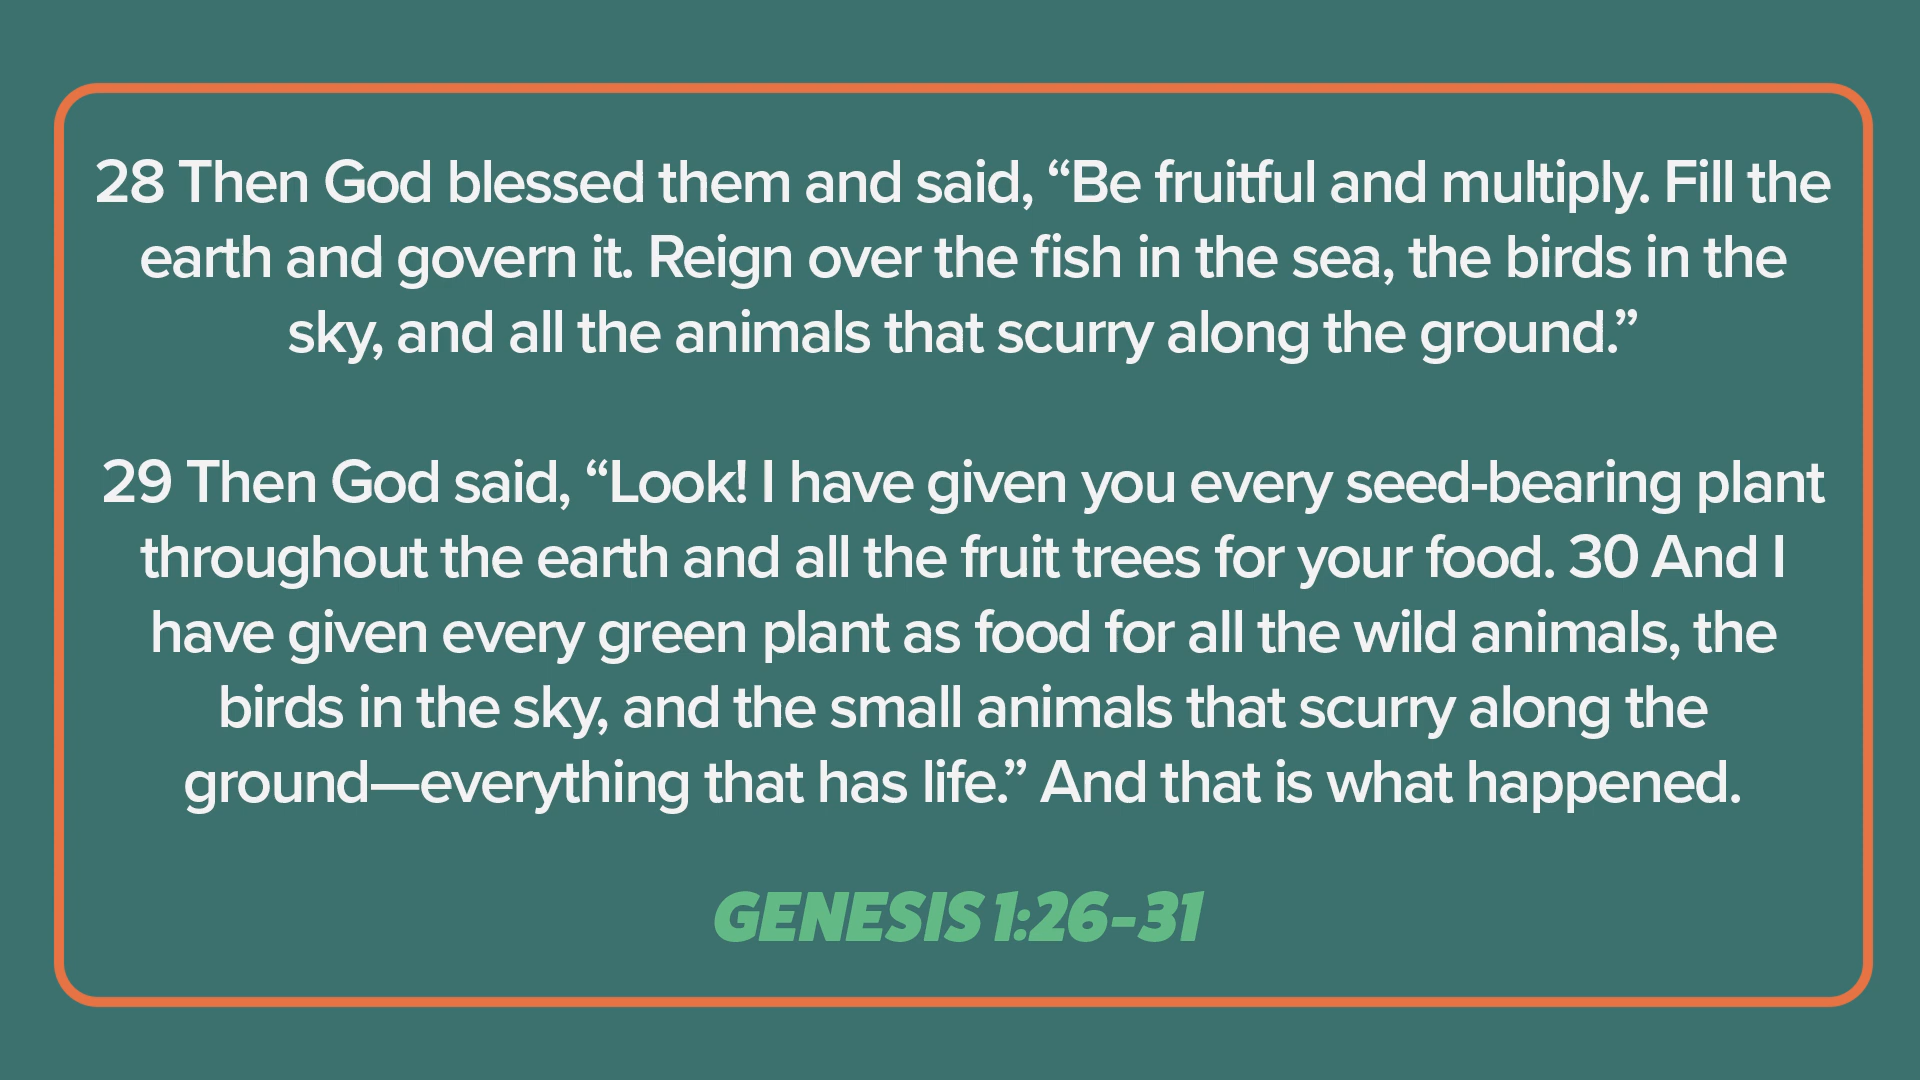 28 Then God blessed them and said, “Be fruitful and multiply. Fill the
earth and govern it. Reign over the fish in the sea, the birds in the
sky, and all the animals that scurry along the ground.”
29 Then God said, “Look! I have given you every seed-bearing plant
throughout the earth and all the fruit trees for your food. 30 And I
have given every green plant as food for all the wild animals, the
birds in the sky, and the small animals that scurry along the
ground—everything that has life.” And that is what happened.
GENESIS 1:26-31